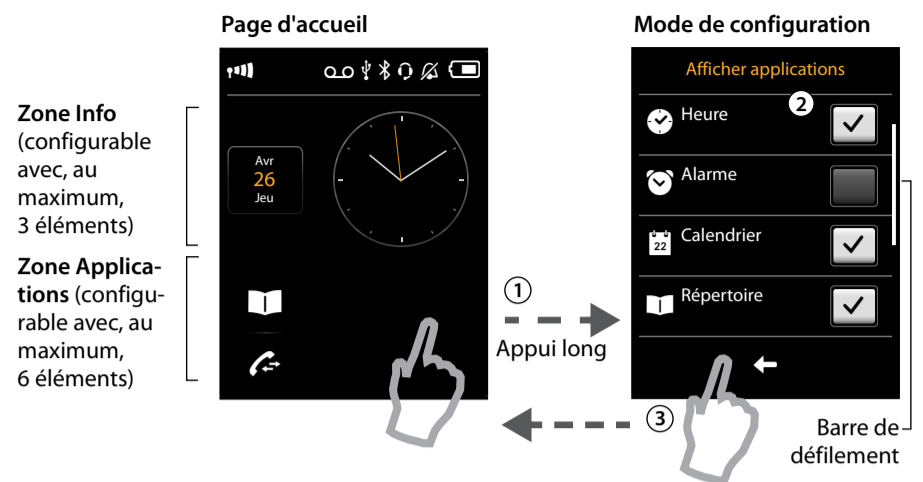 Page d'accueil
Mode de configuration
Zone Info
(configurable
avec, au
maximum,
3 éléments)
Avr
26
Jeu
Zone Applica-
tions (configu-
rable avec, au
maximum,
6 éléments)
1
Appui long
Afficher applications
2
Heure
Alarme
22
Calendrier
Répertoire
3
Barre de
défilement